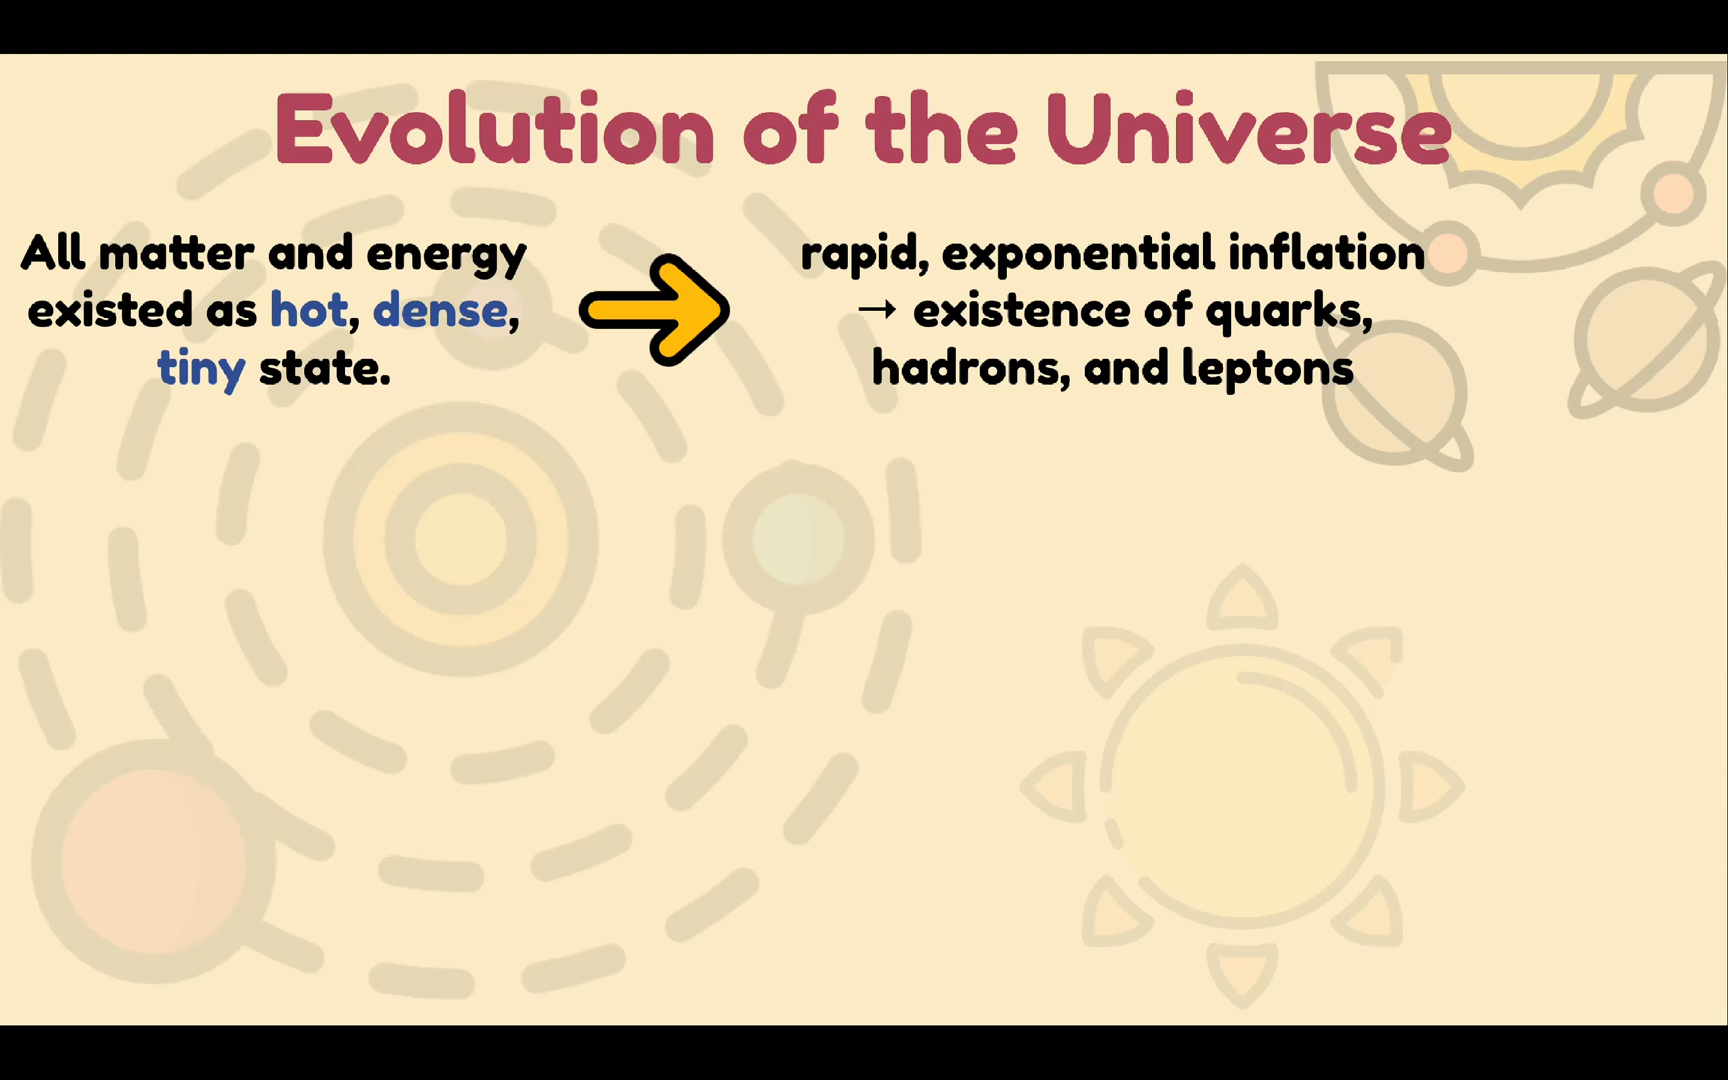 Evolution of the Universe
All matter and energy
existed as hot, dense,
tiny state.
rapid, exponential inflation
→ existence of quarks,
hadrons, and leptons